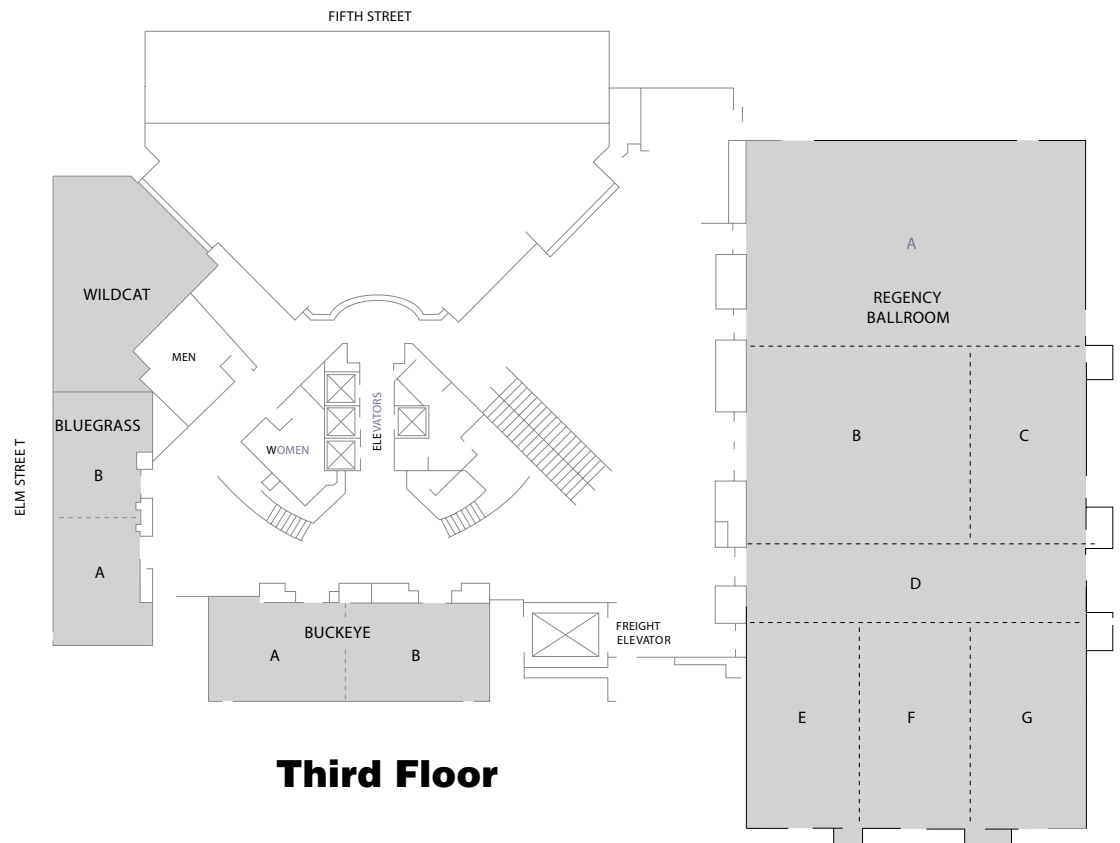 FIFTH STREET
A
REGENCY
BALLROOM
WILDCAT
MEN
BLUEGRASS
ELEVATORS
WOMEN
B
C
ELM STREET
B
A
D
BUCKEYE
A
B
FREIGHT
ELEVATOR
E
F
G
Third Floor